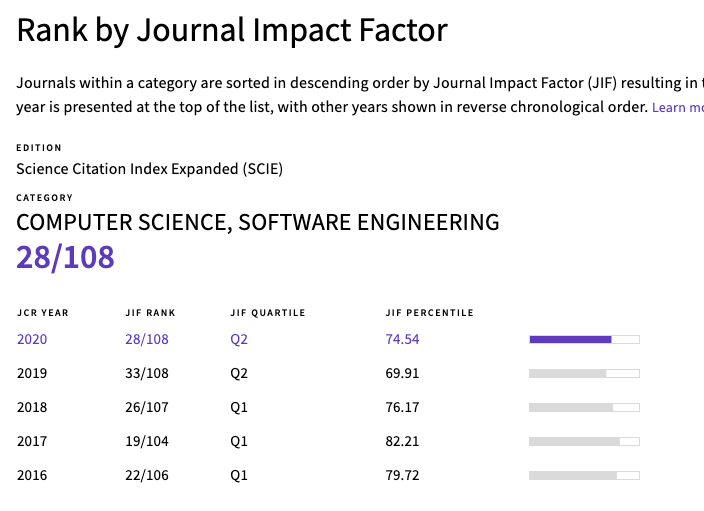 Rank by Journal Impact Factor
Journals within a category are sorted in descending order by Journal Impact Factor (JIF) resulting in
year is presented at the top of the list, with other years shown in reverse chronological order. Learn
EDITION
Science Citation Index Expanded (SCIE)
CATEGORY
COMPUTER SCIENCE, SOFTWARE ENGINEERING
28/108
JCR YEAR JIF RANK JIF QUARTILE JIF PERCENTILE
2020 28/108 Q2 74.54
2019 33/108 Q2 69.91
2018 26/107 Q1 76.17
2017 19/104 Q1 82.21
2016 22/106 Q1 79.72